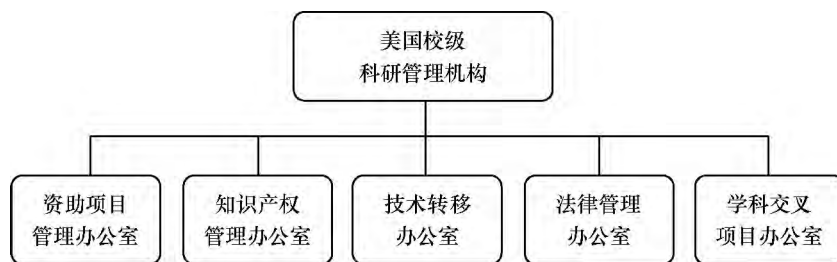 美国校级
科研管理机构
资助项目
管理办公室
知识产权
管理办公室
技术转移
办公室
法律管理
办公室
学科交叉
项目办公室